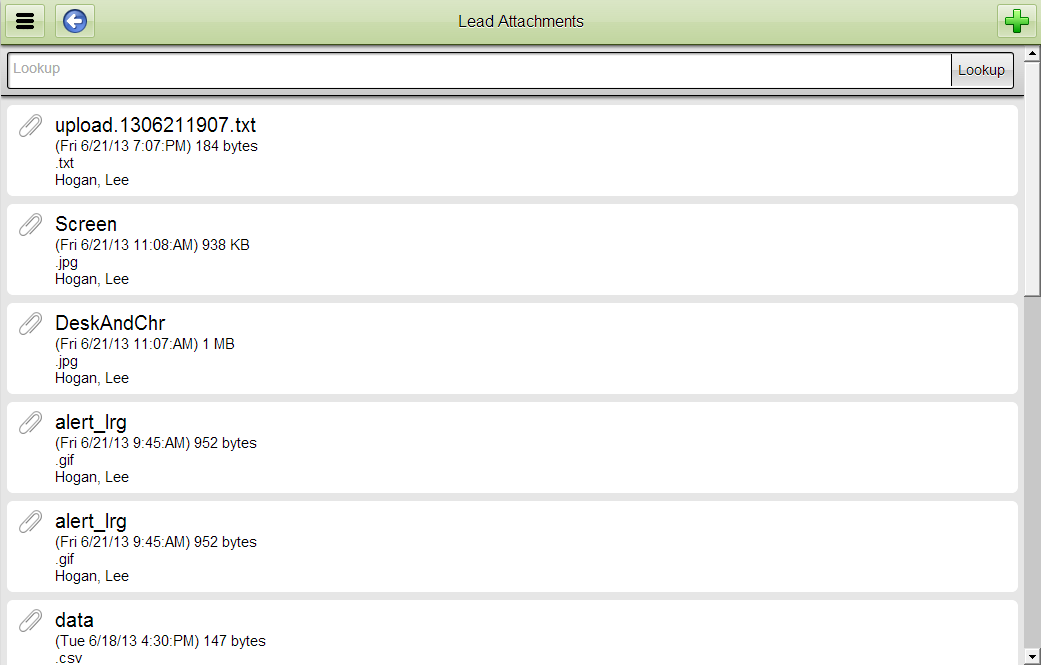 Lead Attachments
Lookup
Lookup
upload.1306211907.txt
(Fri 6/21/13 7:07:PM) 184 bytes
.txt
Hogan, Lee
Screen
(Fri 6/21/13 11:08:AM) 938 KB
.jpg
Hogan, Lee
DeskAndChr
(Fri 6/21/13 11:07:AM) 1 MB
.jpg
Hogan, Lee
alert_lrg
(Fri 6/21/13 9:45:AM) 952 bytes
.gif
Hogan, Lee
alert_lrg
(Fri 6/21/13 9:45:AM) 952 bytes
.gif
Hogan, Lee
data
(Tue 6/18/13 4:30:PM) 147 bytes
.csv